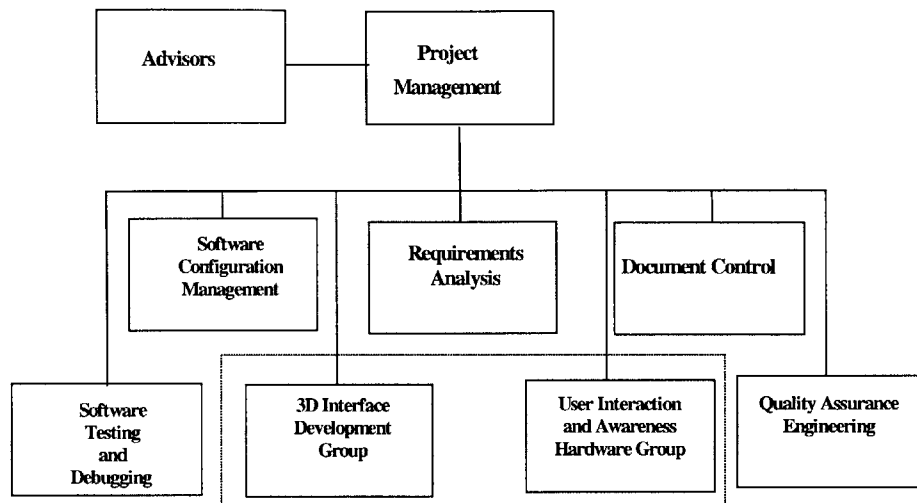 Advisors
Project
Management
Software
Configuration
Management
Requirements
Analysis
Document Control
Software
Testing
and
Debugging
3D Interface
Development
Group
User Interaction
and Awareness
Hardware Group
Quality Assurance
Engineering